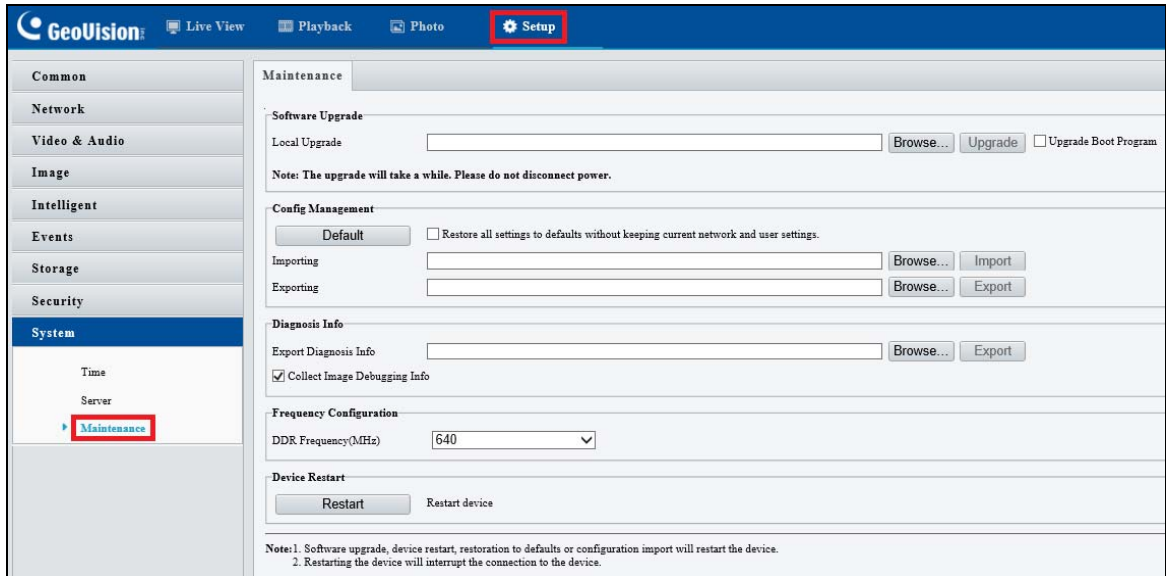 GeoVision Inc Live View Playback Photo Setup
Common
Network
Video & Audio
Image
Intelligent
Events
Storage
Security
System
Time
Server
Maintenance
Maintenance
Software Upgrade
Local Upgrade Browse... Upgrade Upgrade Boot Program
Note: The upgrade will take a while. Please do not disconnect power.
Config Management
Default Restore all settings to defaults without keeping current network and user settings.
Importing Browse... Import
Exporting Browse... Export
Diagnosis Info
Export Diagnosis Info Browse... Export
Collect Image Debugging Info
Frequency Configuration
DDR Frequency(MHz) 640
Device Restart
Restart Restart device
Note:1. Software upgrade, device restart, restoration to defaults or configuration import will restart the device.
2. Restarting the device will interrupt the connection to the device.